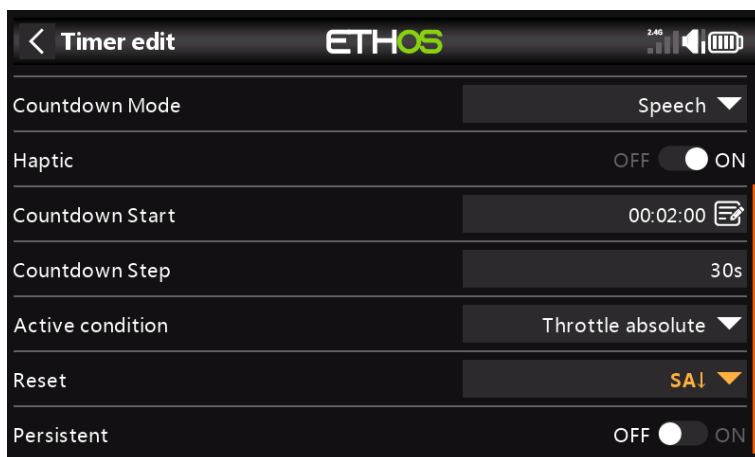 Timer edit ETHOS 2.4G
Countdown Mode Speech
Haptic OFF ON
Countdown Start 00:02:00
Countdown Step 30s
Active condition Throttle absolute
Reset SA↓
Persistent OFF ON